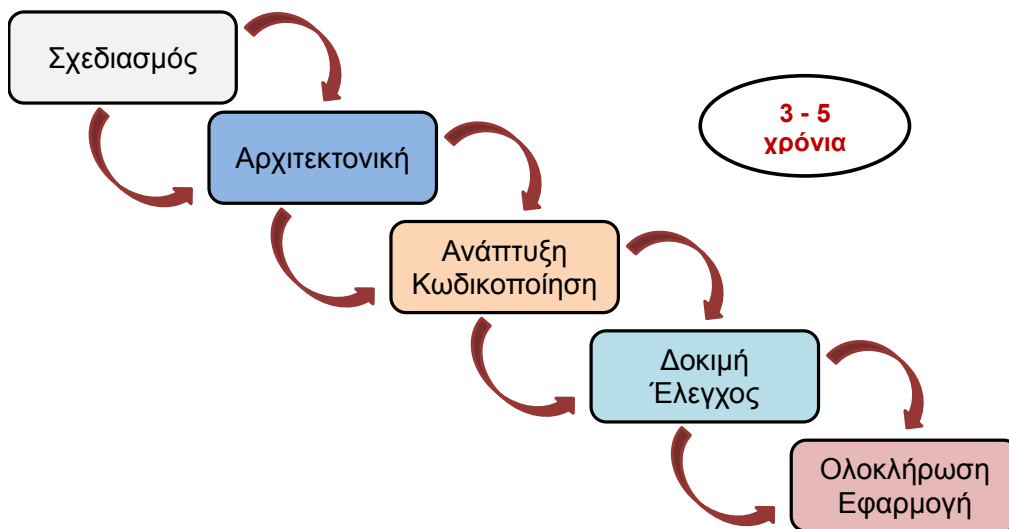 Σχεδιασμός
Αρχιτεκτονική
3 - 5
χρόνια
Ανάπτυξη
Κωδικοποίηση
Δοκιμή
Έλεγχος
Ολοκλήρωση
Εφαρμογή